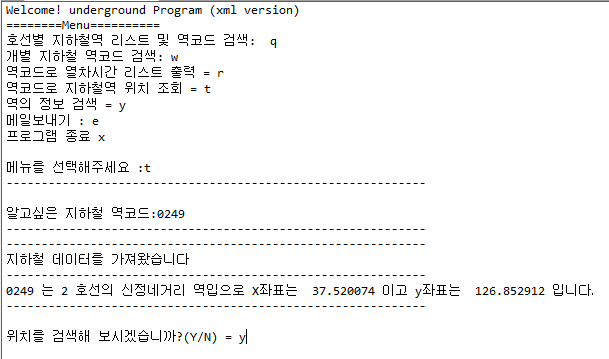 Welcome! underground Program (xml version)
========Menu==========
호선별 지하철역 리스트 및 역코드 검색:  q
개별 지하철 역코드 검색: w
역코드로 열차시간 리스트 출력 = r
역코드로 지하철역 위치 조회 = t
역의 정보 검색 = y
메일보내기 : e
프로그램 종료 x
메뉴를 선택해주세요 :t
------------------------------------------------------------
알고싶은 지하철 역코드:0249
------------------------------------------------------------
------------------------------------------------------------
지하철 데이터를 가져왔습니다
------------------------------------------------------------
0249 는 2 호선의 신정네거리 역입으로 X좌표는  37.520074 이고 y좌표는  126.852912 입니다.
------------------------------------------------------------
위치를 검색해 보시겠습니까?(Y/N) = y